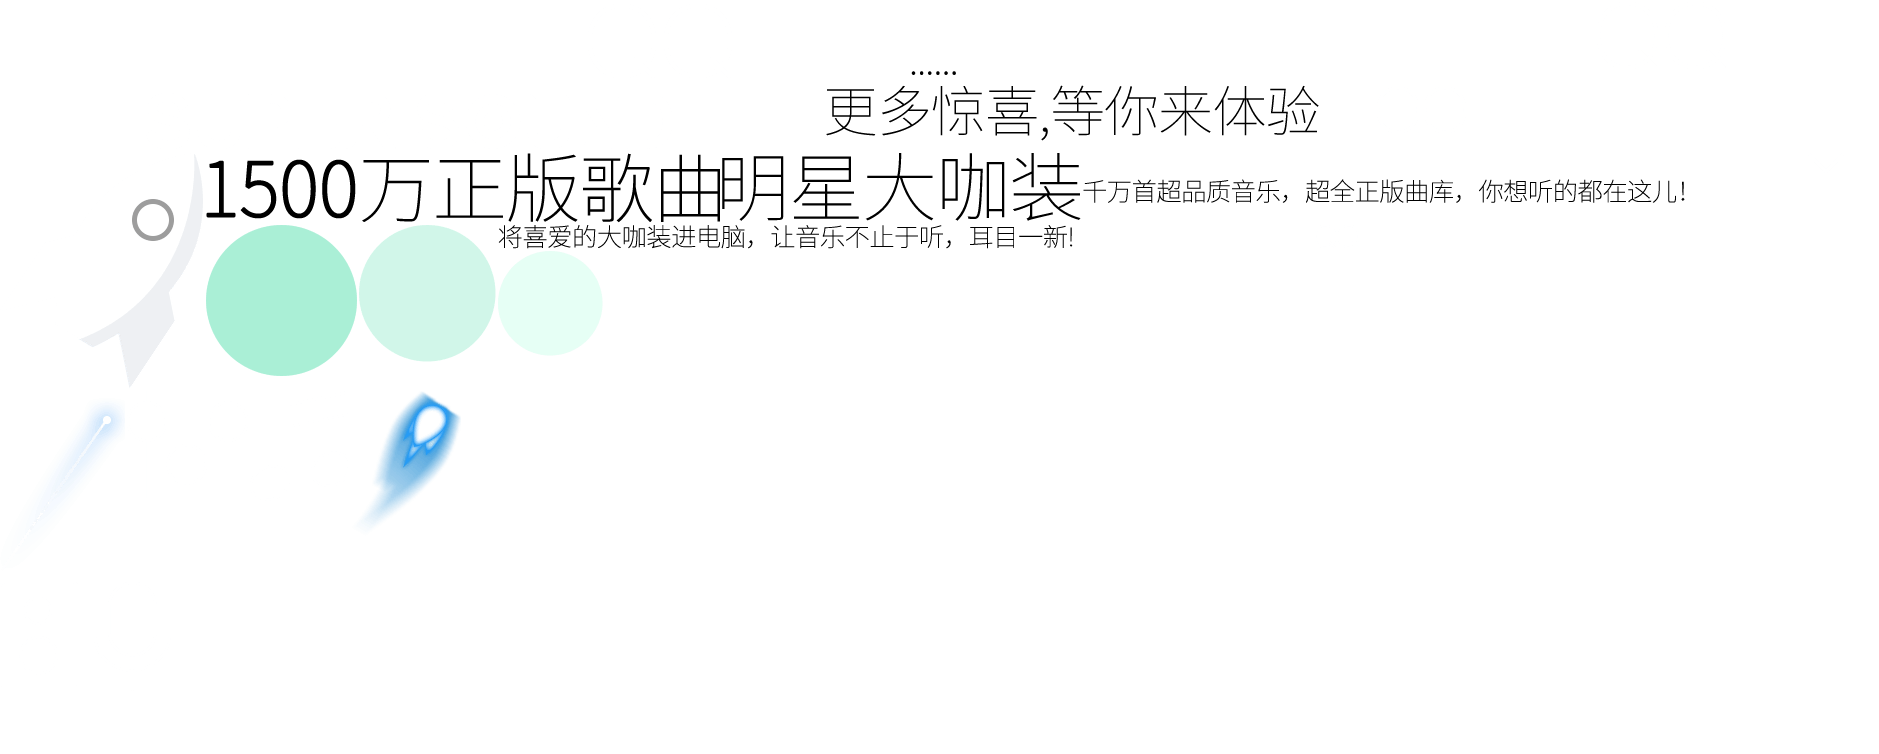 ······
更多惊喜,等你来体验
1500万正版歌曲
明星大咖装
千万首超品质音乐，超全正版曲库，你想听的都在这儿！
将喜爱的大咖装进电脑，让音乐不止于听，耳目一新!